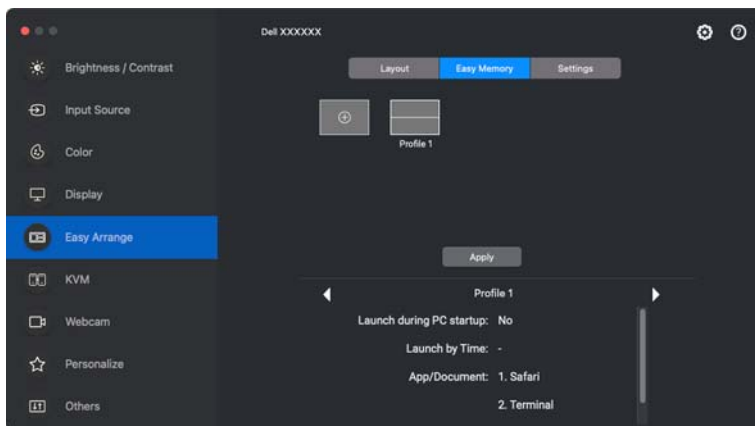 Dell XXXXXX
Brightness / Contrast
Input Source
Color
Display
Easy Arrange
KVM
Webcam
Personalize
Others
Layout Easy Memory Settings
Profile 1
Apply
Profile 1
Launch during PC startup: No
Launch by Time: -
App/Document: 1. Safari
2. Terminal